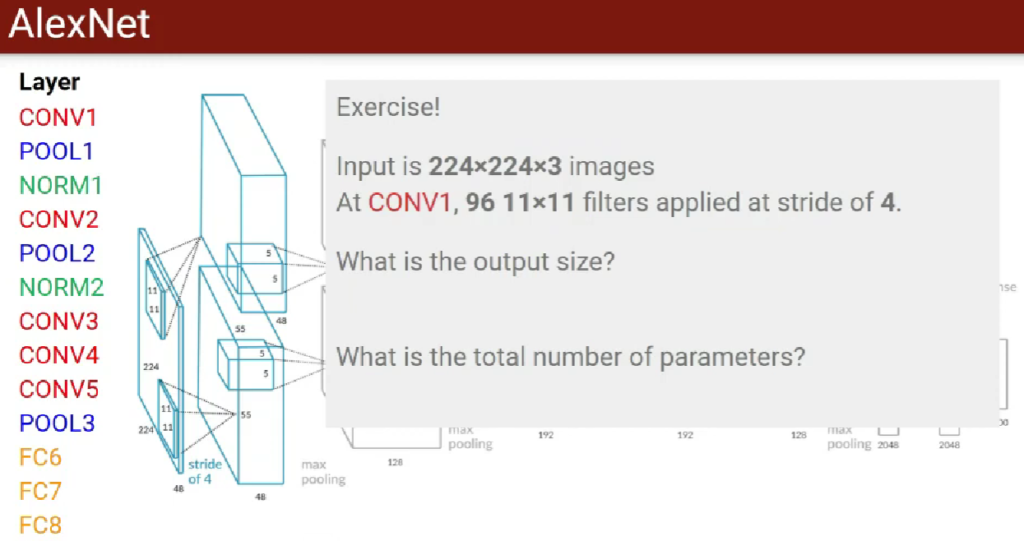 AlexNet
Layer
CONV1
POOL1
NORM1
CONV2
POOL2
NORM2
CONV3
CONV4
CONV5
POOL3
FC6
FC7
FC8
Exercise!
Input is 224×224×3 images
At CONV1, 96 11×11 filters applied at stride of 4.
What is the output size?
What is the total number of parameters?
5
5
48
55
11
11
224
5
5
11
11
55
224
stride
of 4
48
48
max
pooling
128
max
pooling
192
192
128
max
pooling
2048
2048